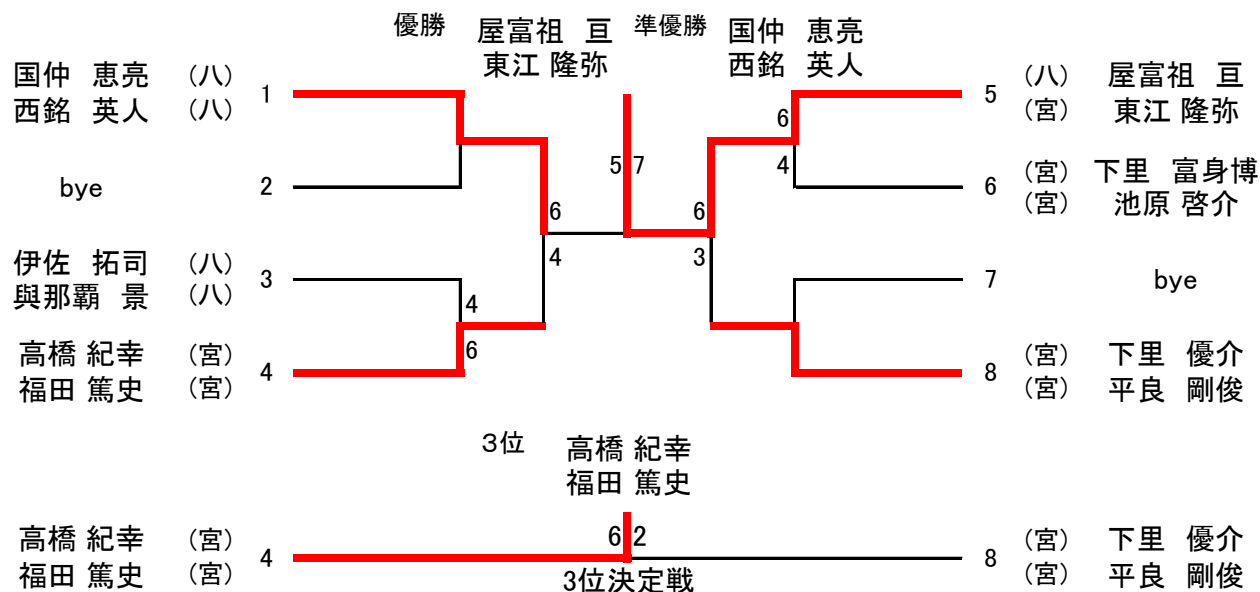 優勝 屋富祖 亘 準優勝 国仲 恵亮
東江 隆弥 西銘 英人
国仲 恵亮 (八) 1 5 (八) 屋富祖 亘
西銘 英人 (八) (宮) 東江 隆弥
6
5 7 4
bye 2 6 (宮) 下里 富身博
(宮) 池原 啓介
6 6
4 3
伊佐 拓司 (八) 3 7 bye
與那覇 景 (八)
4
6
高橋 紀幸 (宮) 4 8 (宮) 下里 優介
福田 篤史 (宮) (宮) 平良 剛俊
3位 高橋 紀幸
福田 篤史
6 2
高橋 紀幸 (宮) 4 8 (宮) 下里 優介
福田 篤史 (宮) 3位決定戦 (宮) 平良 剛俊